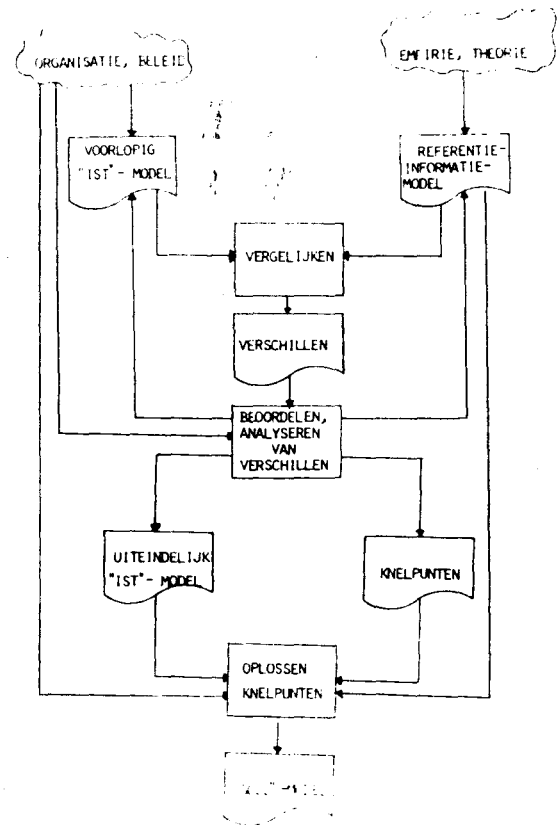 ORGANISATIE, BELEID
EMPIRIE, THEORIE
VOORLOPIG
"IST"- MODEL
REFERENTIE-
INFORMATIE-
MODEL
VERGELIJKEN
VERSCHILLEN
BEOORDELEN,
ANALYSEREN
VAN
VERSCHILLEN
UITEINDELIJK
"IST"- MODEL
KNELPUNTEN
OPLOSSEN
KNELPUNTEN